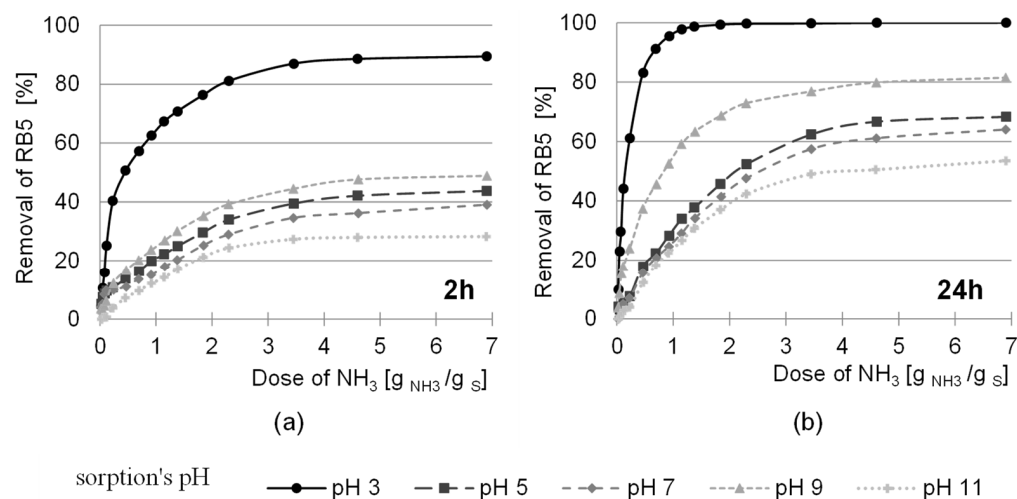 100
80
60
40
20
0
Removal of RB5 [%]
2h
0 1 2 3 4 5 6 7
Dose of NH3 [g NH3 /g S]
(a)
100
80
60
40
20
0
Removal of RB5 [%]
24h
0 1 2 3 4 5 6 7
Dose of NH3 [g NH3 /g S]
(b)
sorption's pH
pH 3 pH 5 pH 7 pH 9 pH 11